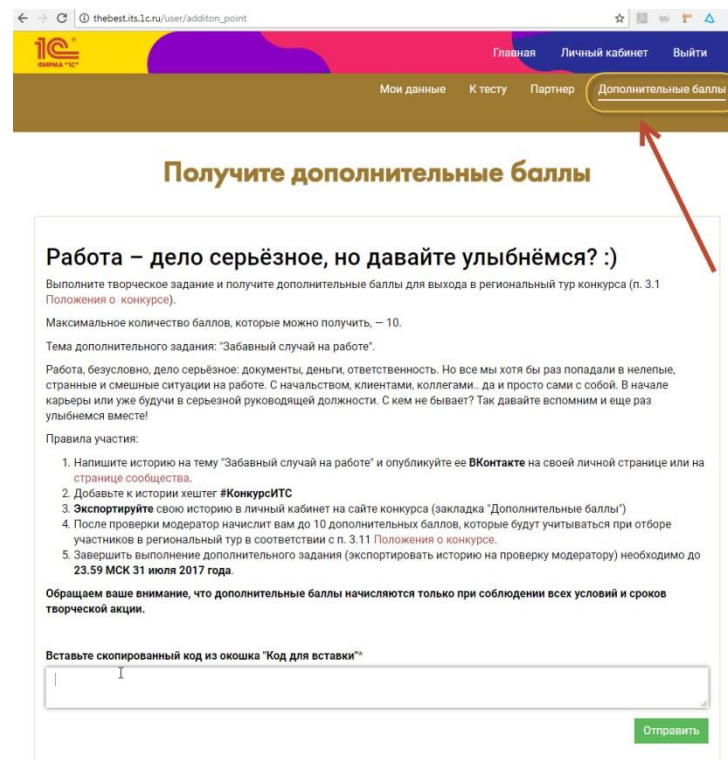 thebest.its.1c.ru/user/additon_point
1С
ФИРМА "1С"
Главная Личный кабинет Выйти
Мои данные К тесту Партнер Дополнительные баллы
Получите дополнительные баллы
Работа – дело серьёзное, но давайте улыбнёмся? :)
Выполните творческое задание и получите дополнительные баллы для выхода в региональный тур конкурса (п. 3.1
Положения о конкурсе).
Максимальное количество баллов, которые можно получить, — 10.
Тема дополнительного задания: "Забавный случай на работе".
Работа, безусловно, дело серьёзное: документы, деньги, ответственность. Но все мы хотя бы раз попадали в нелепые,
странные и смешные ситуации на работе. С начальством, клиентами, коллегами.. да и просто сами с собой. В начале
карьеры или уже будучи в серьезной руководящей должности. С кем не бывает? Так давайте вспомним и еще раз
улыбнемся вместе!
Правила участия:
1. Напишите историю на тему "Забавный случай на работе" и опубликуйте ее ВКонтакте на своей личной странице или на
странице сообщества.
2. Добавьте к истории хештег #КонкурсИТС
3. Экспортируйте свою историю в личный кабинет на сайте конкурса (закладка "Дополнительные баллы")
4. После проверки модератор начислит вам до 10 дополнительных баллов, которые будут учитываться при отборе
участников в региональный тур в соответствии с п. 3.11 Положения о конкурсе.
5. Завершить выполнение дополнительного задания (экспортировать историю на проверку модератору) необходимо до
23.59 МСК 31 июля 2017 года.
Обращаем ваше внимание, что дополнительные баллы начисляются только при соблюдении всех условий и сроков
творческой акции.
Вставьте скопированный код из окошка "Код для вставки"*
Отправить